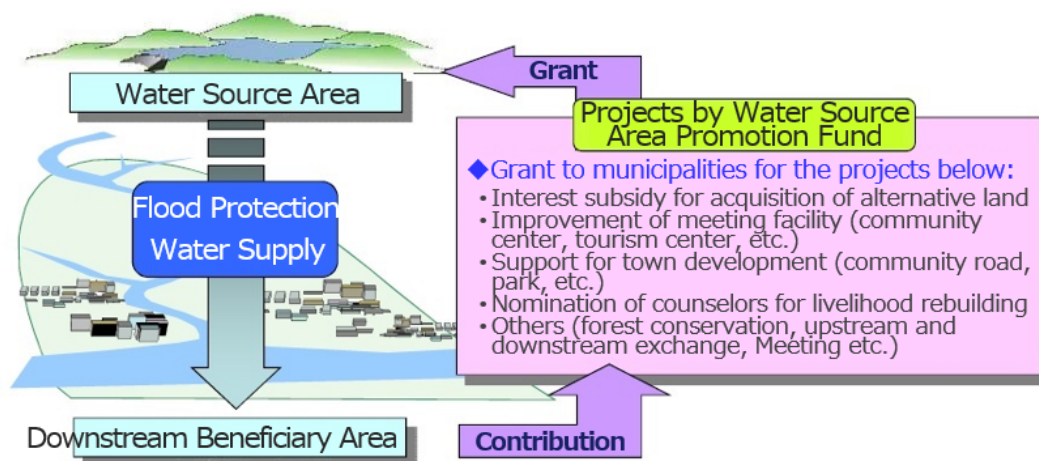 Grant
Water Source Area
Projects by Water Source
Area Promotion Fund
◆Grant to municipalities for the projects below:
・Interest subsidy for acquisition of alternative land
・Improvement of meeting facility (community
center, tourism center, etc.)
・Support for town development (community road,
park, etc.)
・Nomination of counselors for livelihood rebuilding
・Others (forest conservation, upstream and
downstream exchange, Meeting etc.)
Flood Protection
Water Supply
Downstream Beneficiary Area
Contribution